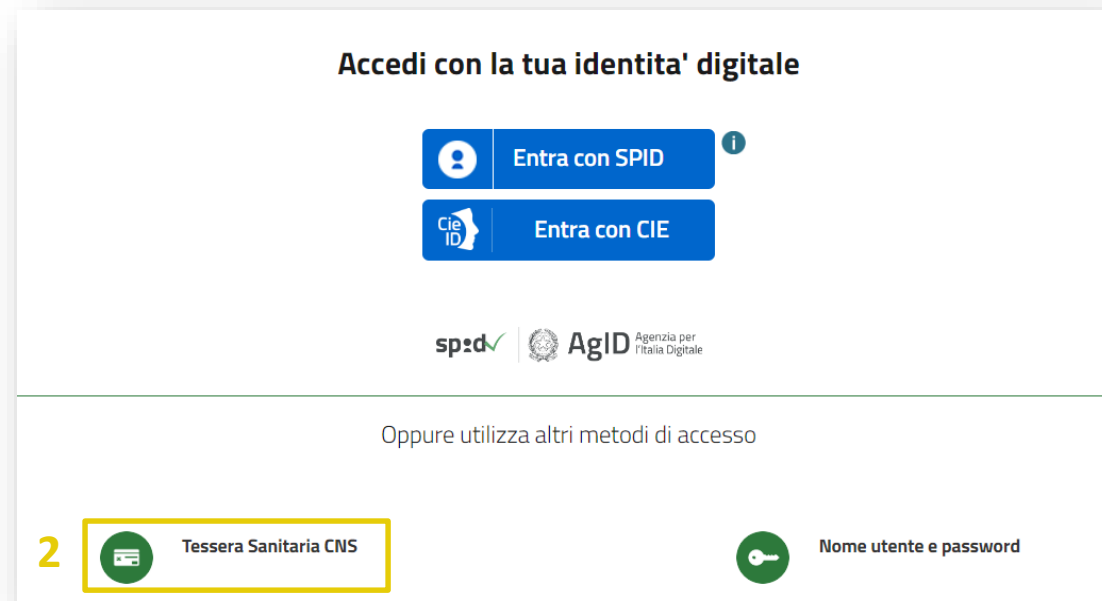 Accedi con la tua identita' digitale
Entra con SPID
i
Cie
ID
Entra con CIE
spid
AgID
Agenzia per
l'Italia Digitale
Oppure utilizza altri metodi di accesso
2
Tessera Sanitaria CNS
Nome utente e password